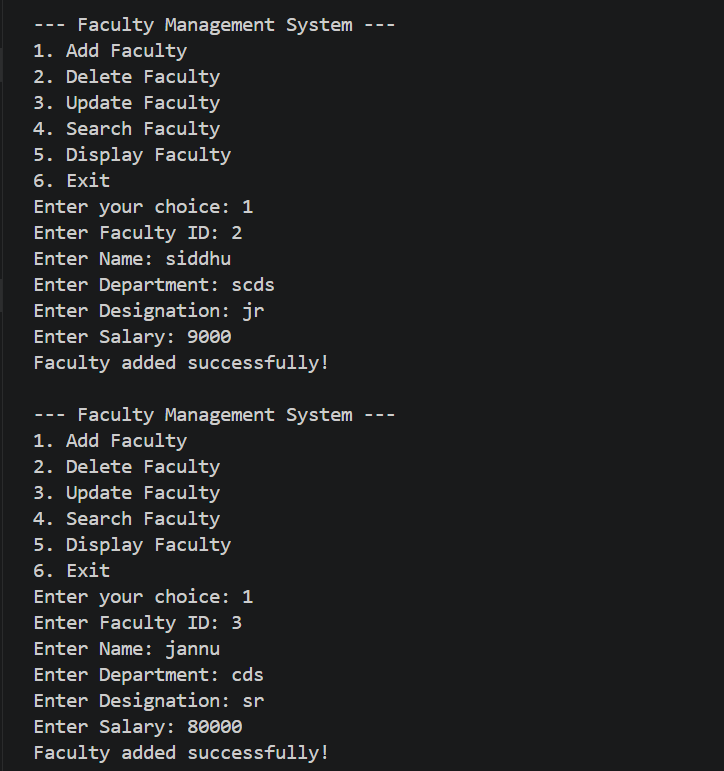 --- Faculty Management System ---
1. Add Faculty
2. Delete Faculty
3. Update Faculty
4. Search Faculty
5. Display Faculty
6. Exit
Enter your choice: 1
Enter Faculty ID: 2
Enter Name: siddhu
Enter Department: scds
Enter Designation: jr
Enter Salary: 9000
Faculty added successfully!

--- Faculty Management System ---
1. Add Faculty
2. Delete Faculty
3. Update Faculty
4. Search Faculty
5. Display Faculty
6. Exit
Enter your choice: 1
Enter Faculty ID: 3
Enter Name: jannu
Enter Department: cds
Enter Designation: sr
Enter Salary: 80000
Faculty added successfully!